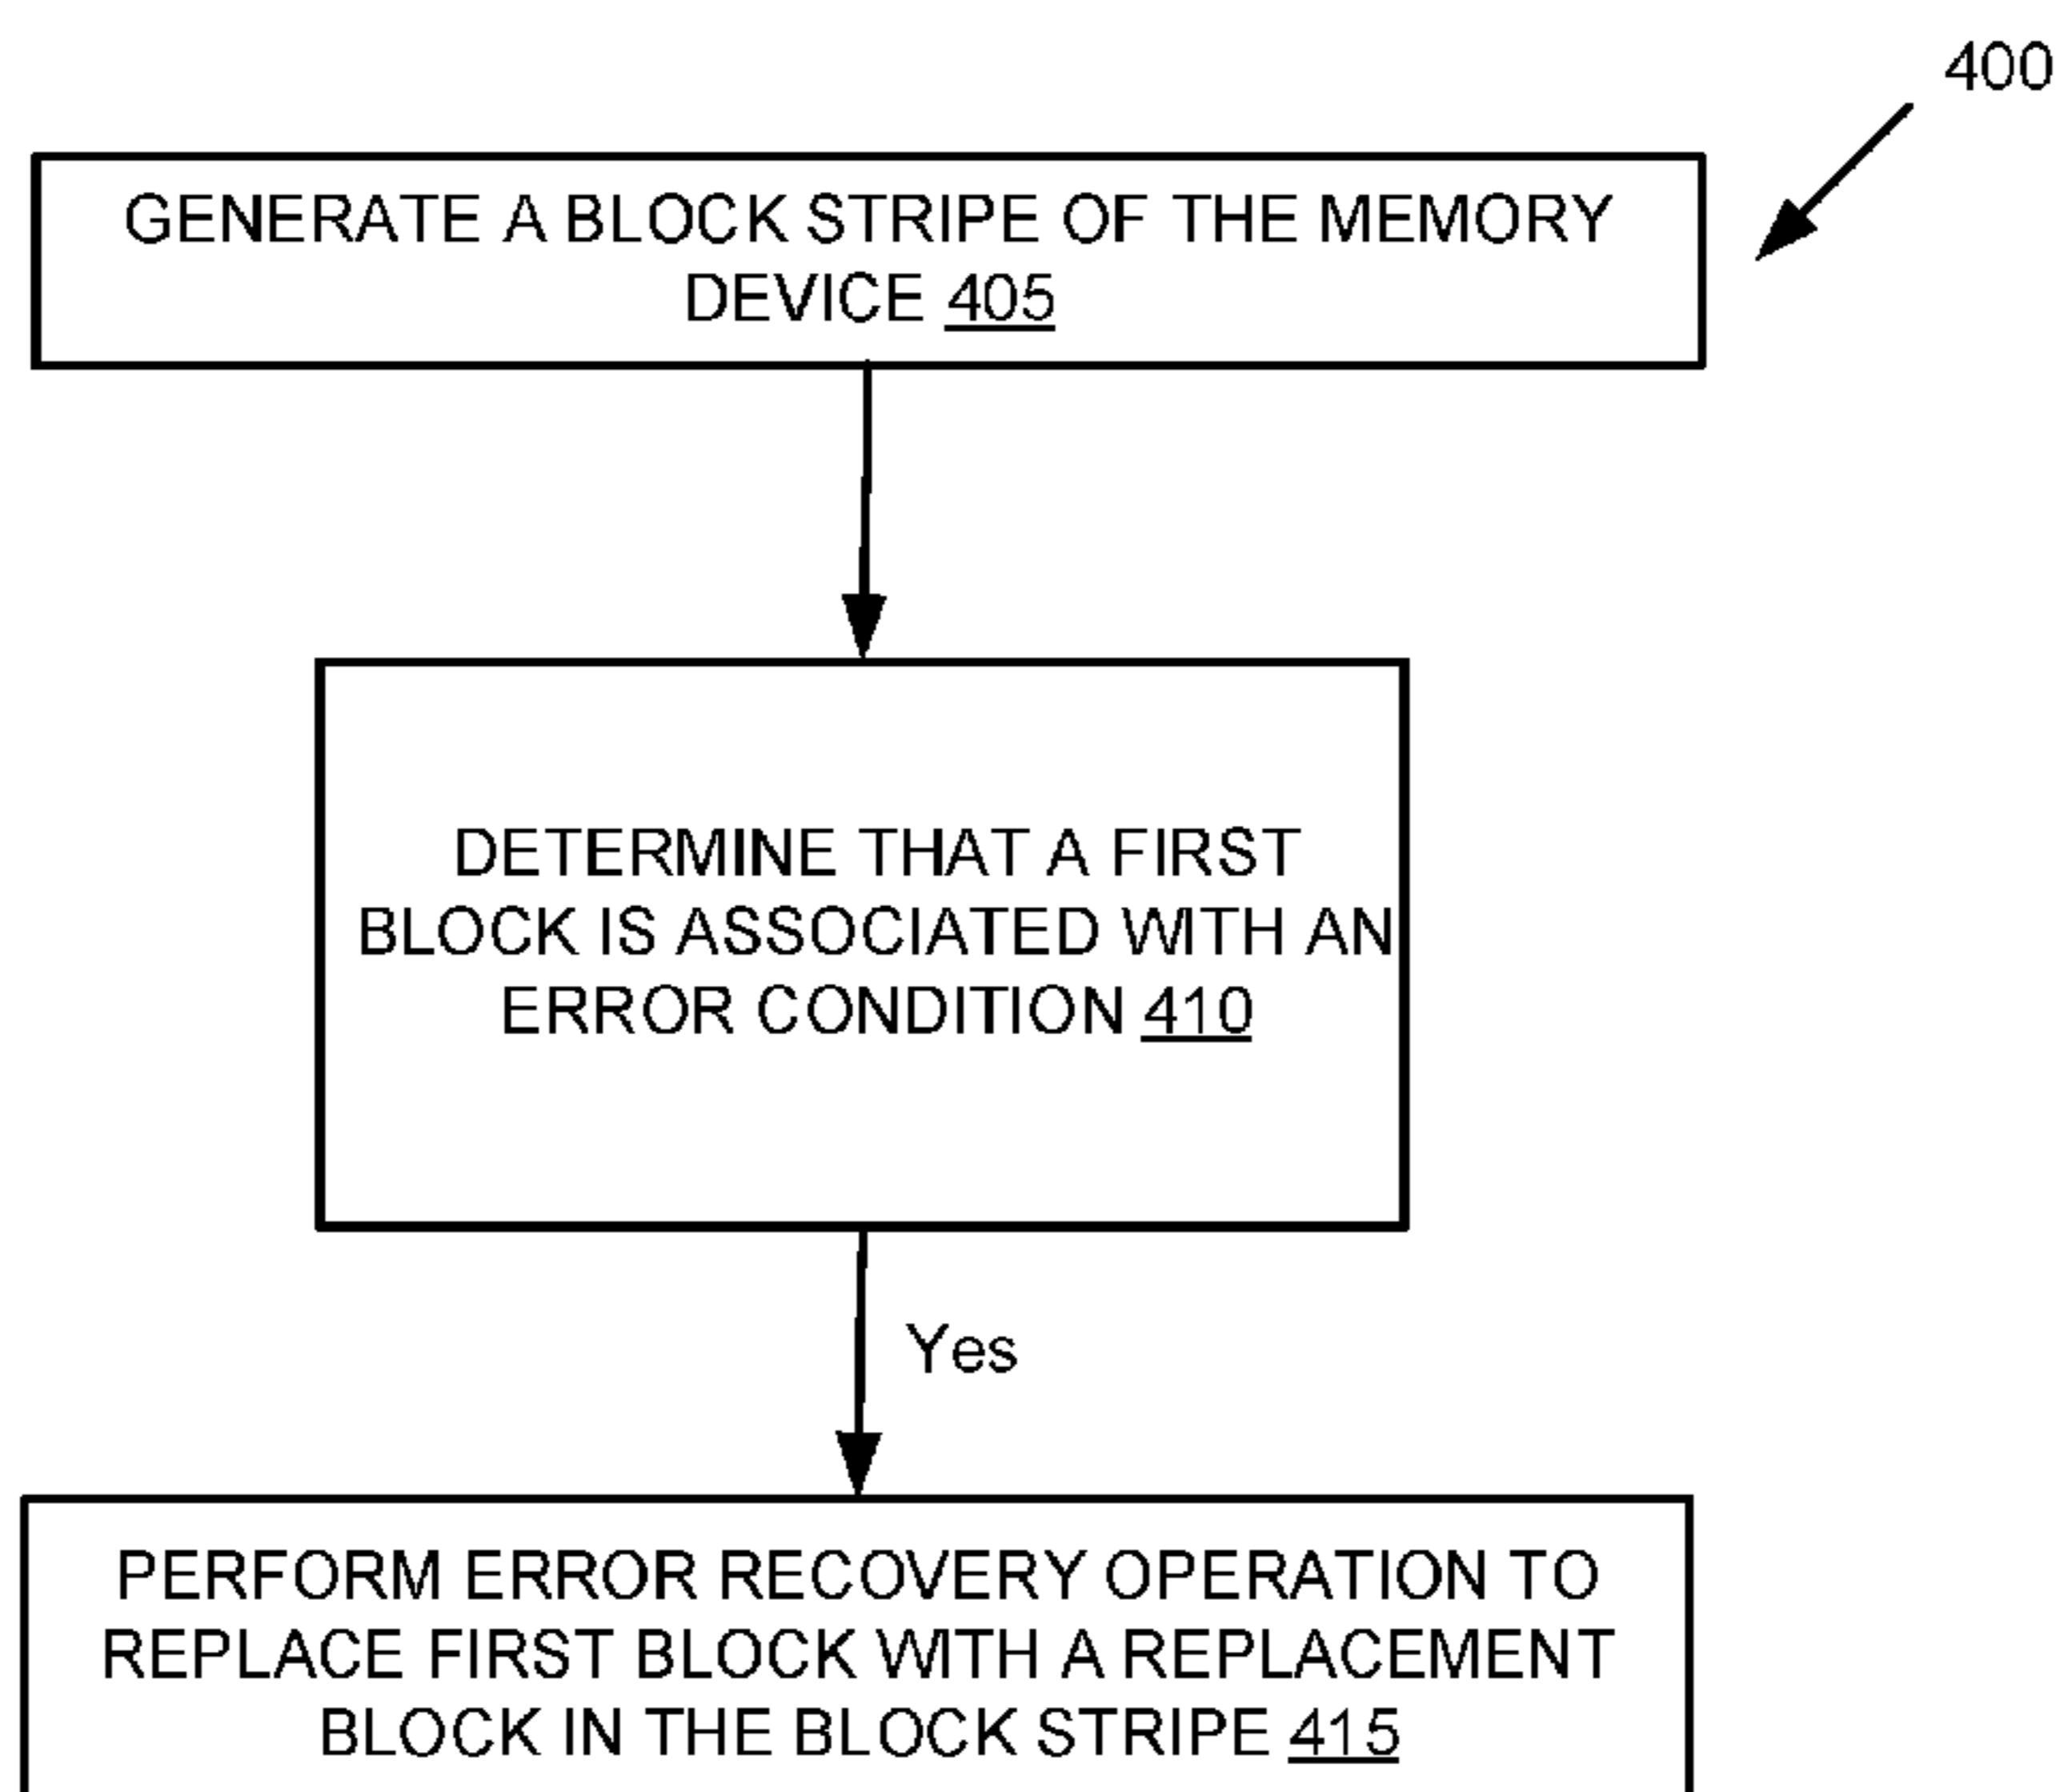 400
GENERATE A BLOCK STRIPE OF THE MEMORY
DEVICE 405
DETERMINE THAT A FIRST
BLOCK IS ASSOCIATED WITH AN
ERROR CONDITION 410
Yes
PERFORM ERROR RECOVERY OPERATION TO
REPLACE FIRST BLOCK WITH A REPLACEMENT
BLOCK IN THE BLOCK STRIPE 415